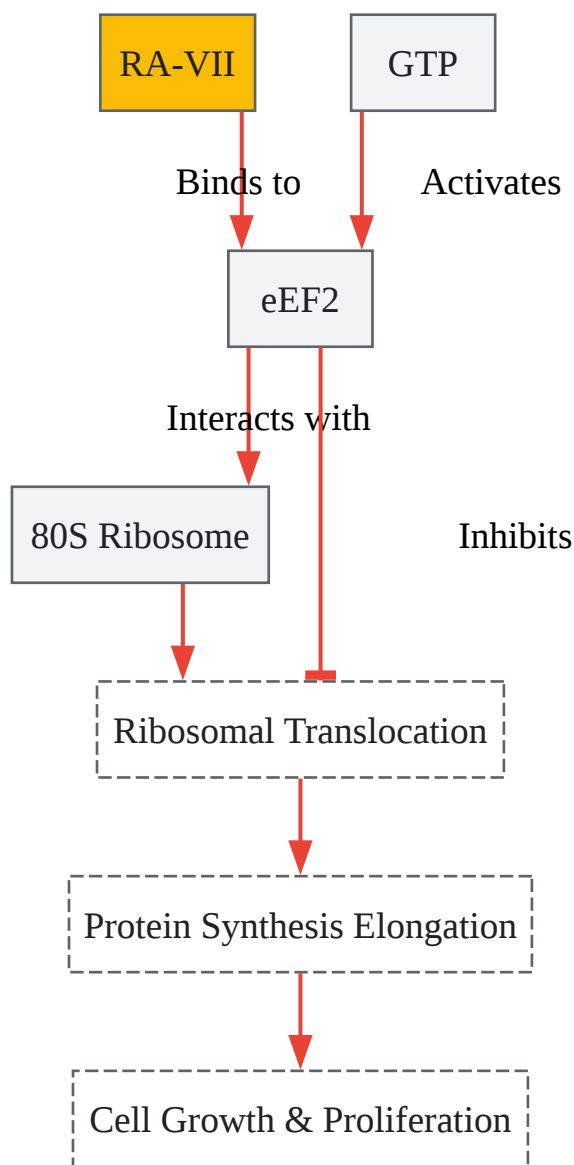 RA-VII
GTP
Binds to
Activates
eEF2
Interacts with
80S Ribosome
Inhibits
Ribosomal Translocation
Protein Synthesis Elongation
Cell Growth & Proliferation